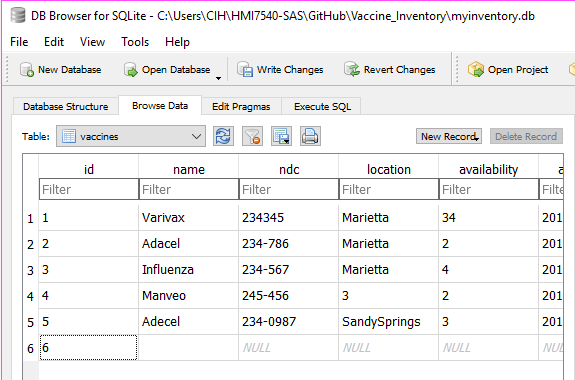 DB Browser for SQLite - C:\Users\CIH\HMI7540-SAS\GitHub\Vaccine_Inventory\myinventory.db
File Edit View Tools Help
New Database Open Database Write Changes Revert Changes Open Project
Database Structure Browse Data Edit Pragmas Execute SQL
Table: vaccines New Record Delete Record
id name ndc location availability a
Filter Filter Filter Filter Filter Filter
1 1 Varivax 234345 Marietta 34 201
2 2 Adacel 234-786 Marietta 2 201
3 3 Influenza 234-567 Marietta 4 201
4 4 Manveo 245-456 3 2 201
5 5 Adecel 234-0987 SandySprings 3 201
6 6 NULL NULL NULL NULL